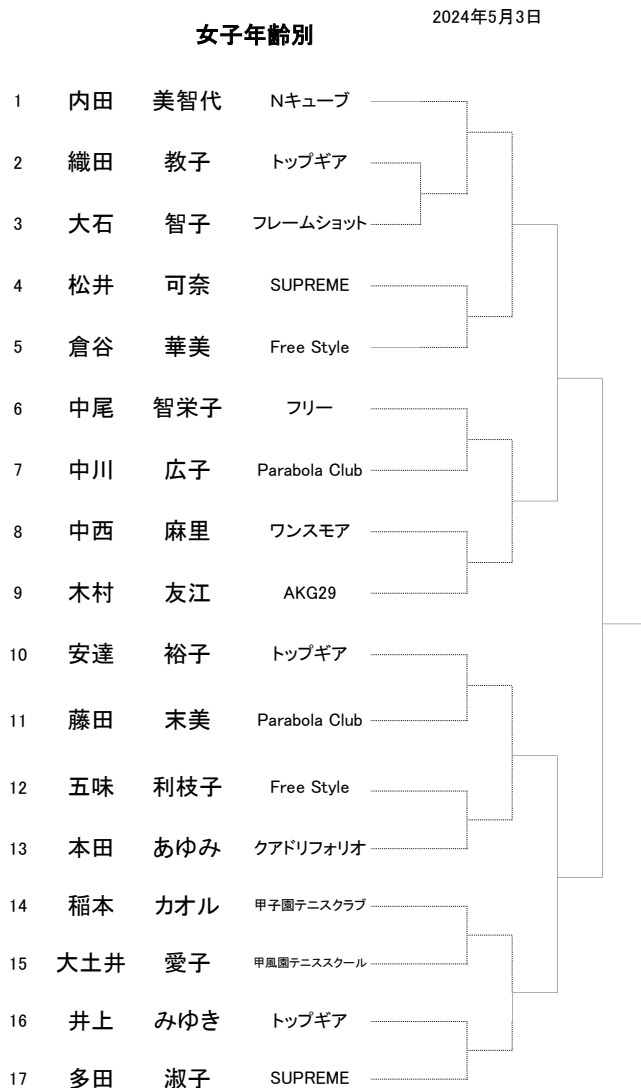 2024年5月3日
女子年齢別
1 内田 美智代 Nキューブ
2 織田 教子 トップギア
3 大石 智子 フレームショット
4 松井 可奈 SUPREME
5 倉谷 華美 Free Style
6 中尾 智栄子 フリー
7 中川 広子 Parabola Club
8 中西 麻里 ワンスモア
9 木村 友江 AKG29
10 安達 裕子 トップギア
11 藤田 末美 Parabola Club
12 五味 利枝子 Free Style
13 本田 あゆみ クアドリフォリオ
14 稲本 カオル 甲子園テニスクラブ
15 大土井 愛子 甲風園テニススクール
16 井上 みゆき トップギア
17 多田 淑子 SUPREME